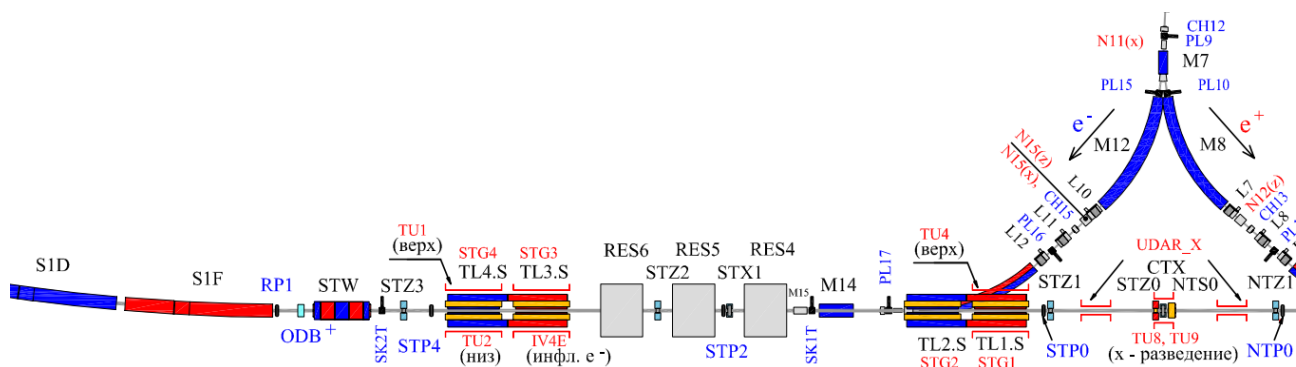 CH12
PL9
N11(x)
M7
PL15
PL10
e-
e+
M12
M8
N15(z)
N15(x),
L10
CH15
L11
PL16
L12
L7
N12(z)
CH13
L8
TU1
(верх)
STG4
STG3
TL4.S
TL3.S
RES6
RES5
RES4
STZ2
STX1
M15
M14
PL17
TU4
(верх)
STZ1
UDAR_X
CTX
STZ0
NTS0
NTZ1
S1D
S1F
RP1
STW
STZ3
ODB+
SK2T
STP4
TU2
(низ)
IV4E
(инфл. e-)
STP2
SK1T
TL2.S
TL1.S
STG2
STG1
STP0
TU8, TU9
(x - разведение)
NTP0